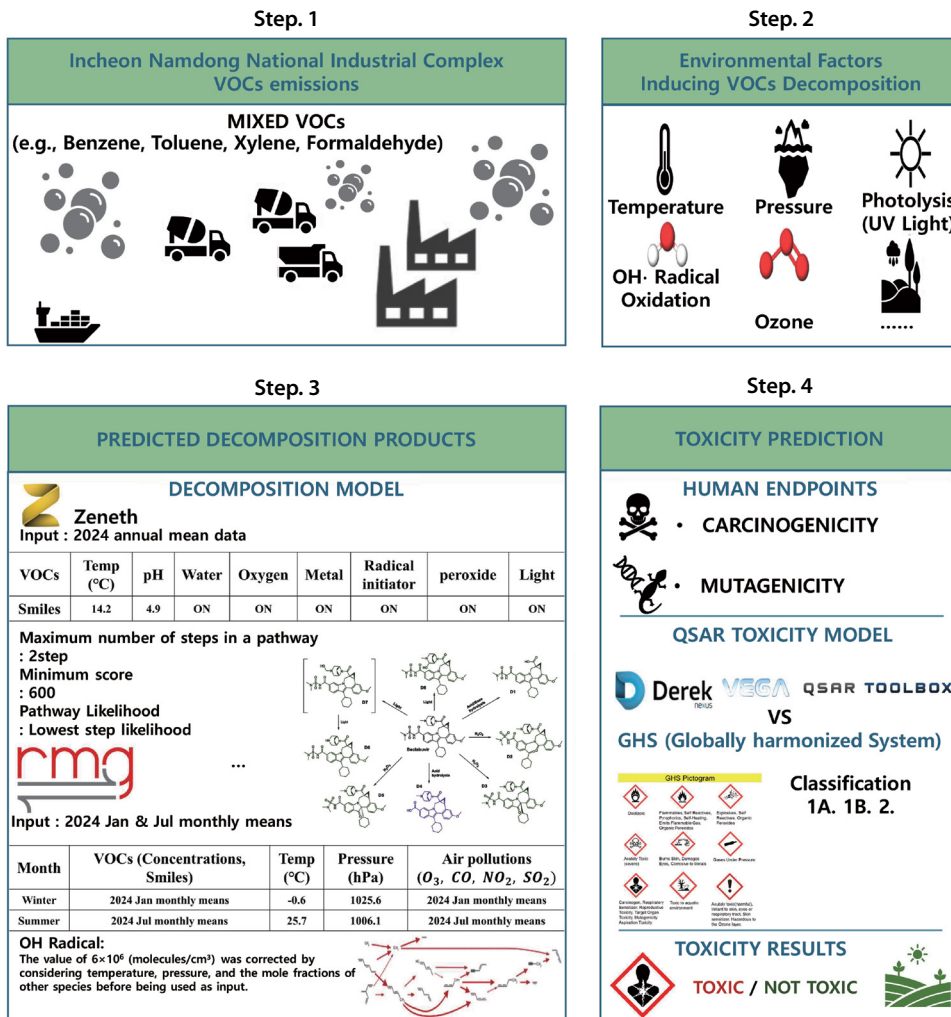 Step. 1
Incheon Namdong National Industrial Complex
VOCs emissions
MIXED VOCs
(e.g., Benzene, Toluene, Xylene, Formaldehyde)
Step. 2
Environmental Factors
Inducing VOCs Decomposition
Temperature
Pressure
Photolysis
(UV Light)
OH· Radical
Oxidation
Ozone
......
Step. 3
PREDICTED DECOMPOSITION PRODUCTS
DECOMPOSITION MODEL
Zeneth
Input : 2024 annual mean data
VOCs Temp (℃) pH Water Oxygen Metal Radical initiator peroxide Light
Smiles 14.2 4.9 ON ON ON ON ON ON
Maximum number of steps in a pathway
: 2step
Minimum score
: 600
Pathway Likelihood
: Lowest step likelihood
rmg
...
Input : 2024 Jan & Jul monthly means
Month VOCs (Concentrations, Smiles) Temp (℃) Pressure (hPa) Air pollutions (O₃, CO, NO₂, SO₂)
Winter 2024 Jan monthly means -0.6 1025.6 2024 Jan monthly means
Summer 2024 Jul monthly means 25.7 1006.1 2024 Jul monthly means
OH Radical:
The value of 6×10⁶ (molecules/cm³) was corrected by
considering temperature, pressure, and the mole fractions of
other species before being used as input.
Step. 4
TOXICITY PREDICTION
HUMAN ENDPOINTS
• CARCINOGENICITY
• MUTAGENICITY
QSAR TOXICITY MODEL
Derek
nexus
VEGA
QSAR TOOLBOX
VS
GHS (Globally harmonized System)
GHS Pictogram
Classification
1A. 1B. 2.
Oxidizers
Gases Under Pressure
TOXICITY RESULTS
TOXIC / NOT TOXIC